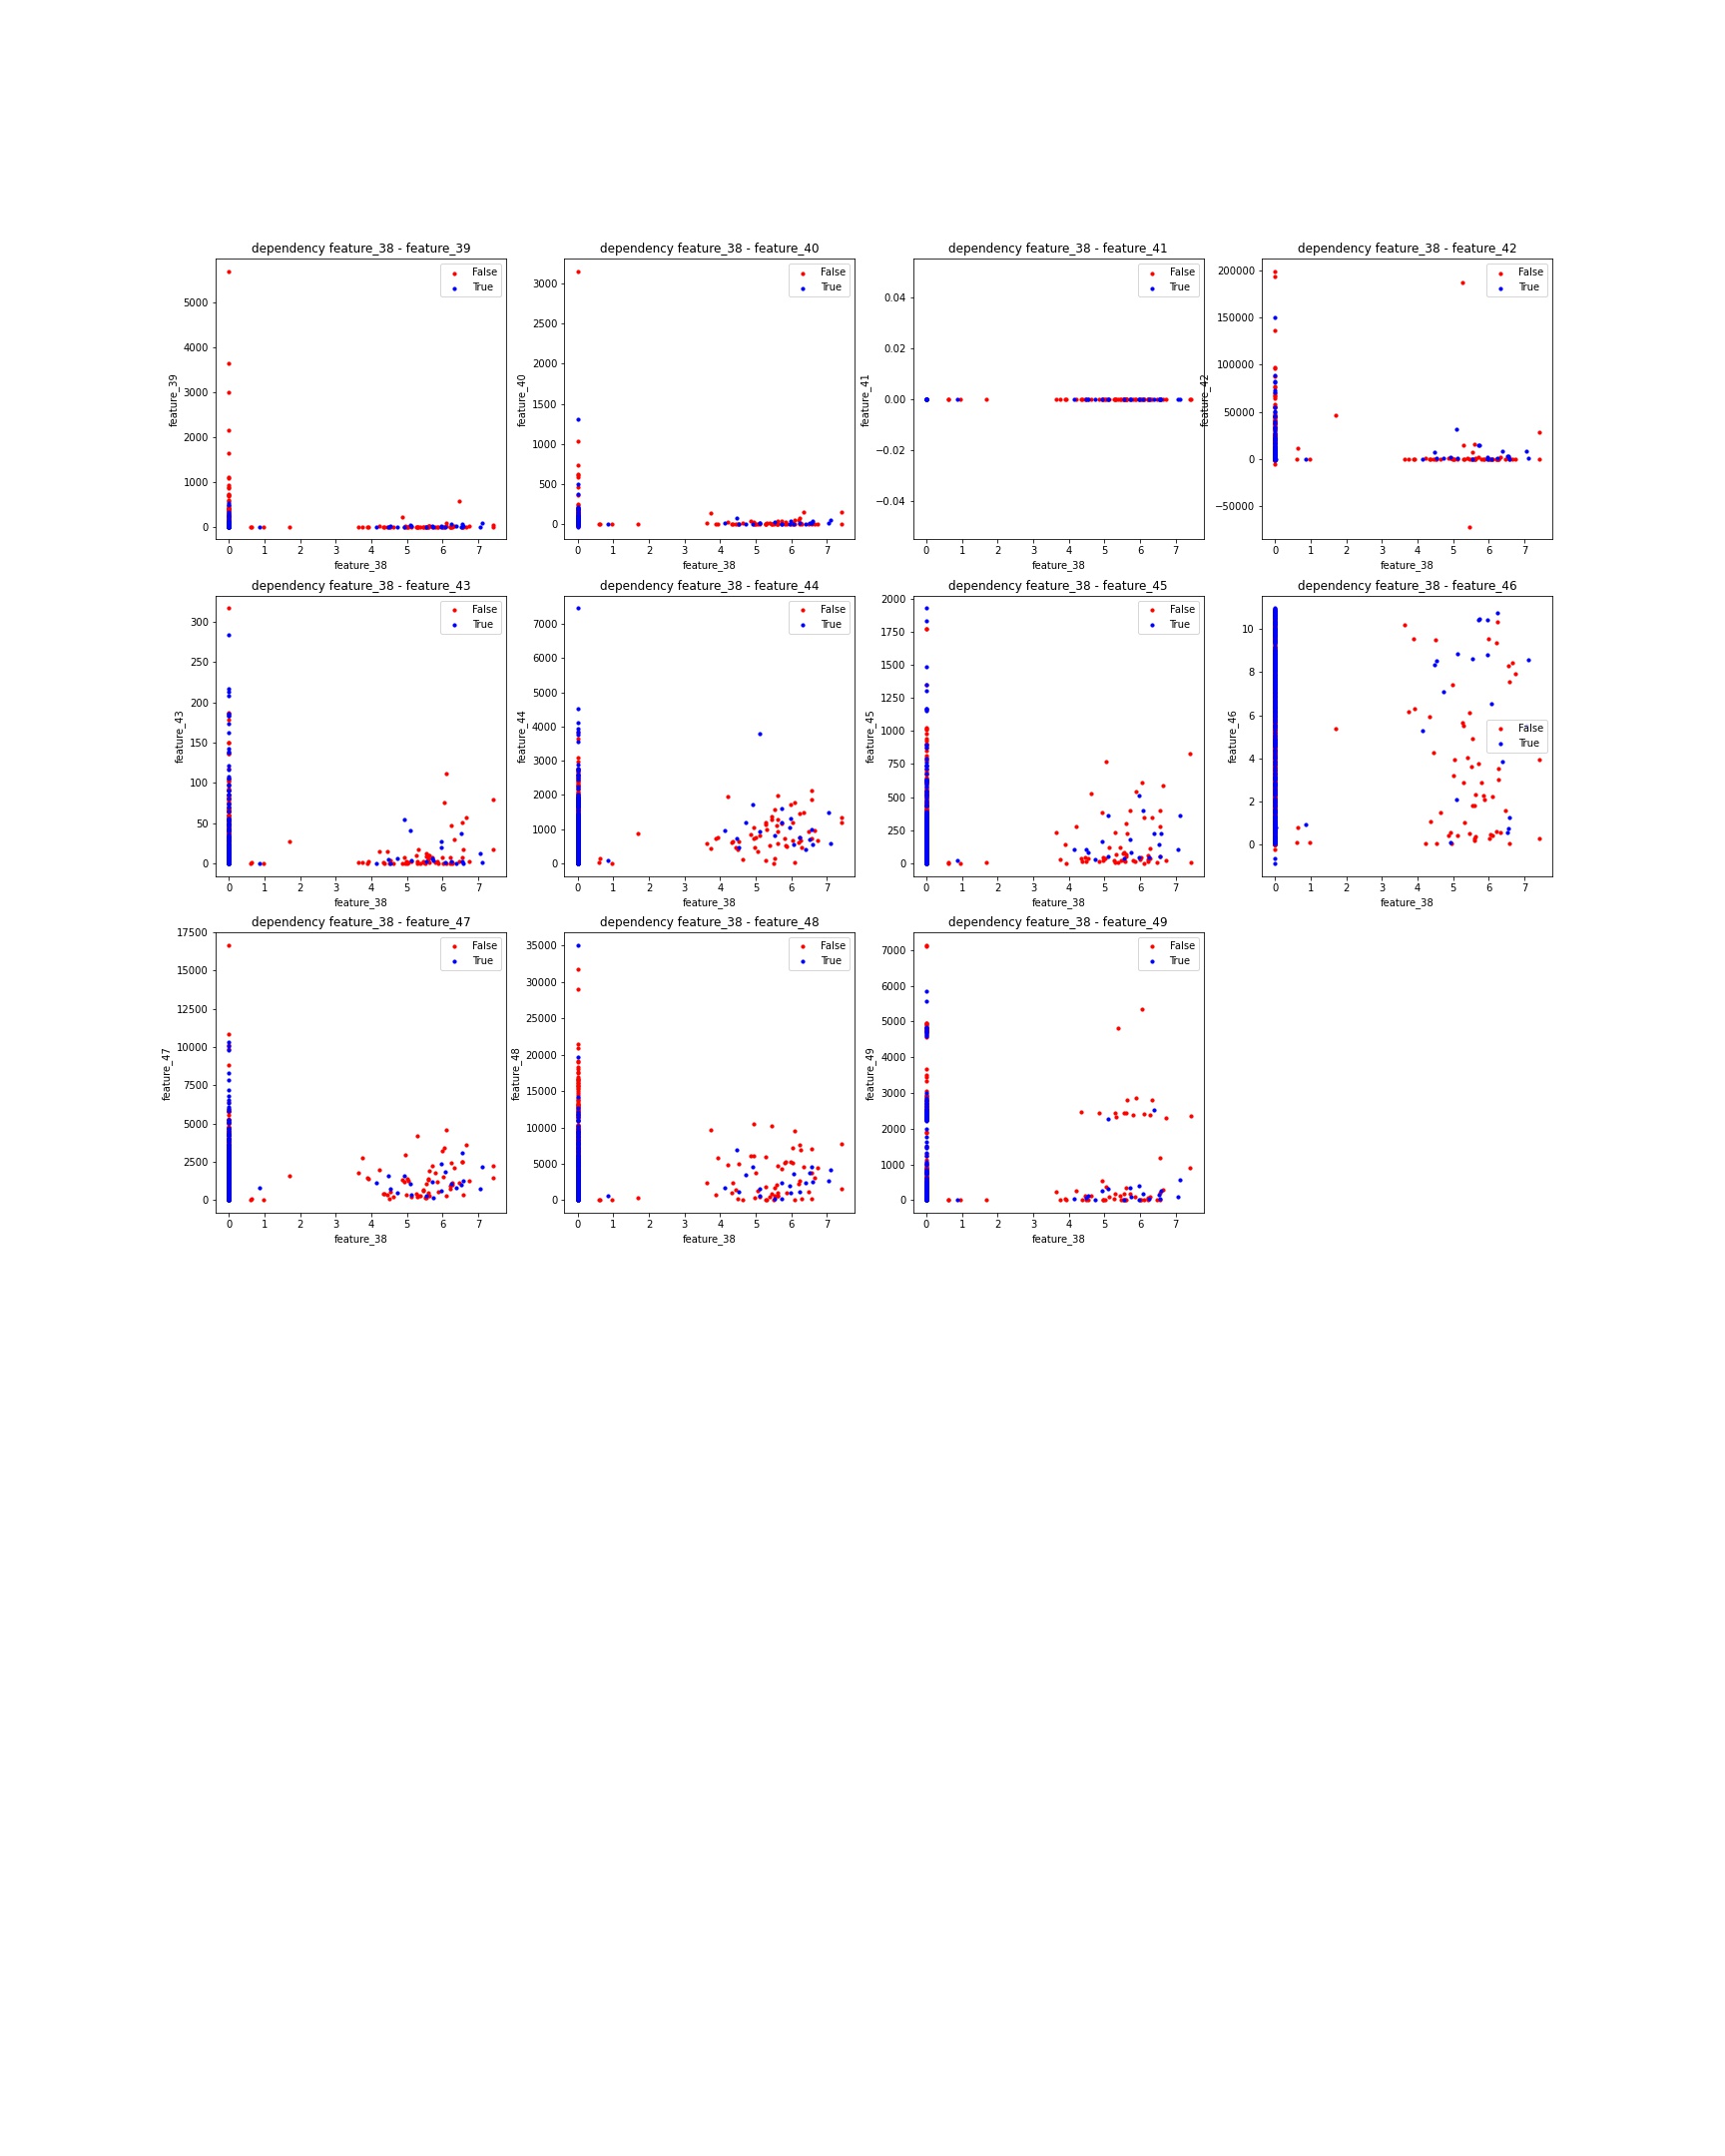 dependency feature_38 - feature_39
False
True
5000
4000
3000
2000
1000
0
feature_39
0 1 2 3 4 5 6 7
feature_38
dependency feature_38 - feature_40
False
True
3000
2500
2000
1500
1000
500
0
feature_40
0 1 2 3 4 5 6 7
feature_38
dependency feature_38 - feature_41
False
True
0.04
0.02
0.00
−0.02
−0.04
feature_41
0 1 2 3 4 5 6 7
feature_38
dependency feature_38 - feature_42
False
True
200000
150000
100000
50000
0
−50000
feature_42
0 1 2 3 4 5 6 7
feature_38
dependency feature_38 - feature_43
False
True
300
250
200
150
100
50
0
feature_43
0 1 2 3 4 5 6 7
feature_38
dependency feature_38 - feature_44
False
True
7000
6000
5000
4000
3000
2000
1000
0
feature_44
0 1 2 3 4 5 6 7
feature_38
dependency feature_38 - feature_45
False
True
2000
1750
1500
1250
1000
750
500
250
0
feature_45
0 1 2 3 4 5 6 7
feature_38
dependency feature_38 - feature_46
False
True
10
8
6
4
2
0
feature_46
0 1 2 3 4 5 6 7
feature_38
dependency feature_38 - feature_47
False
True
17500
15000
12500
10000
7500
5000
2500
0
feature_47
0 1 2 3 4 5 6 7
feature_38
dependency feature_38 - feature_48
False
True
35000
30000
25000
20000
15000
10000
5000
0
feature_48
0 1 2 3 4 5 6 7
feature_38
dependency feature_38 - feature_49
False
True
7000
6000
5000
4000
3000
2000
1000
0
feature_49
0 1 2 3 4 5 6 7
feature_38